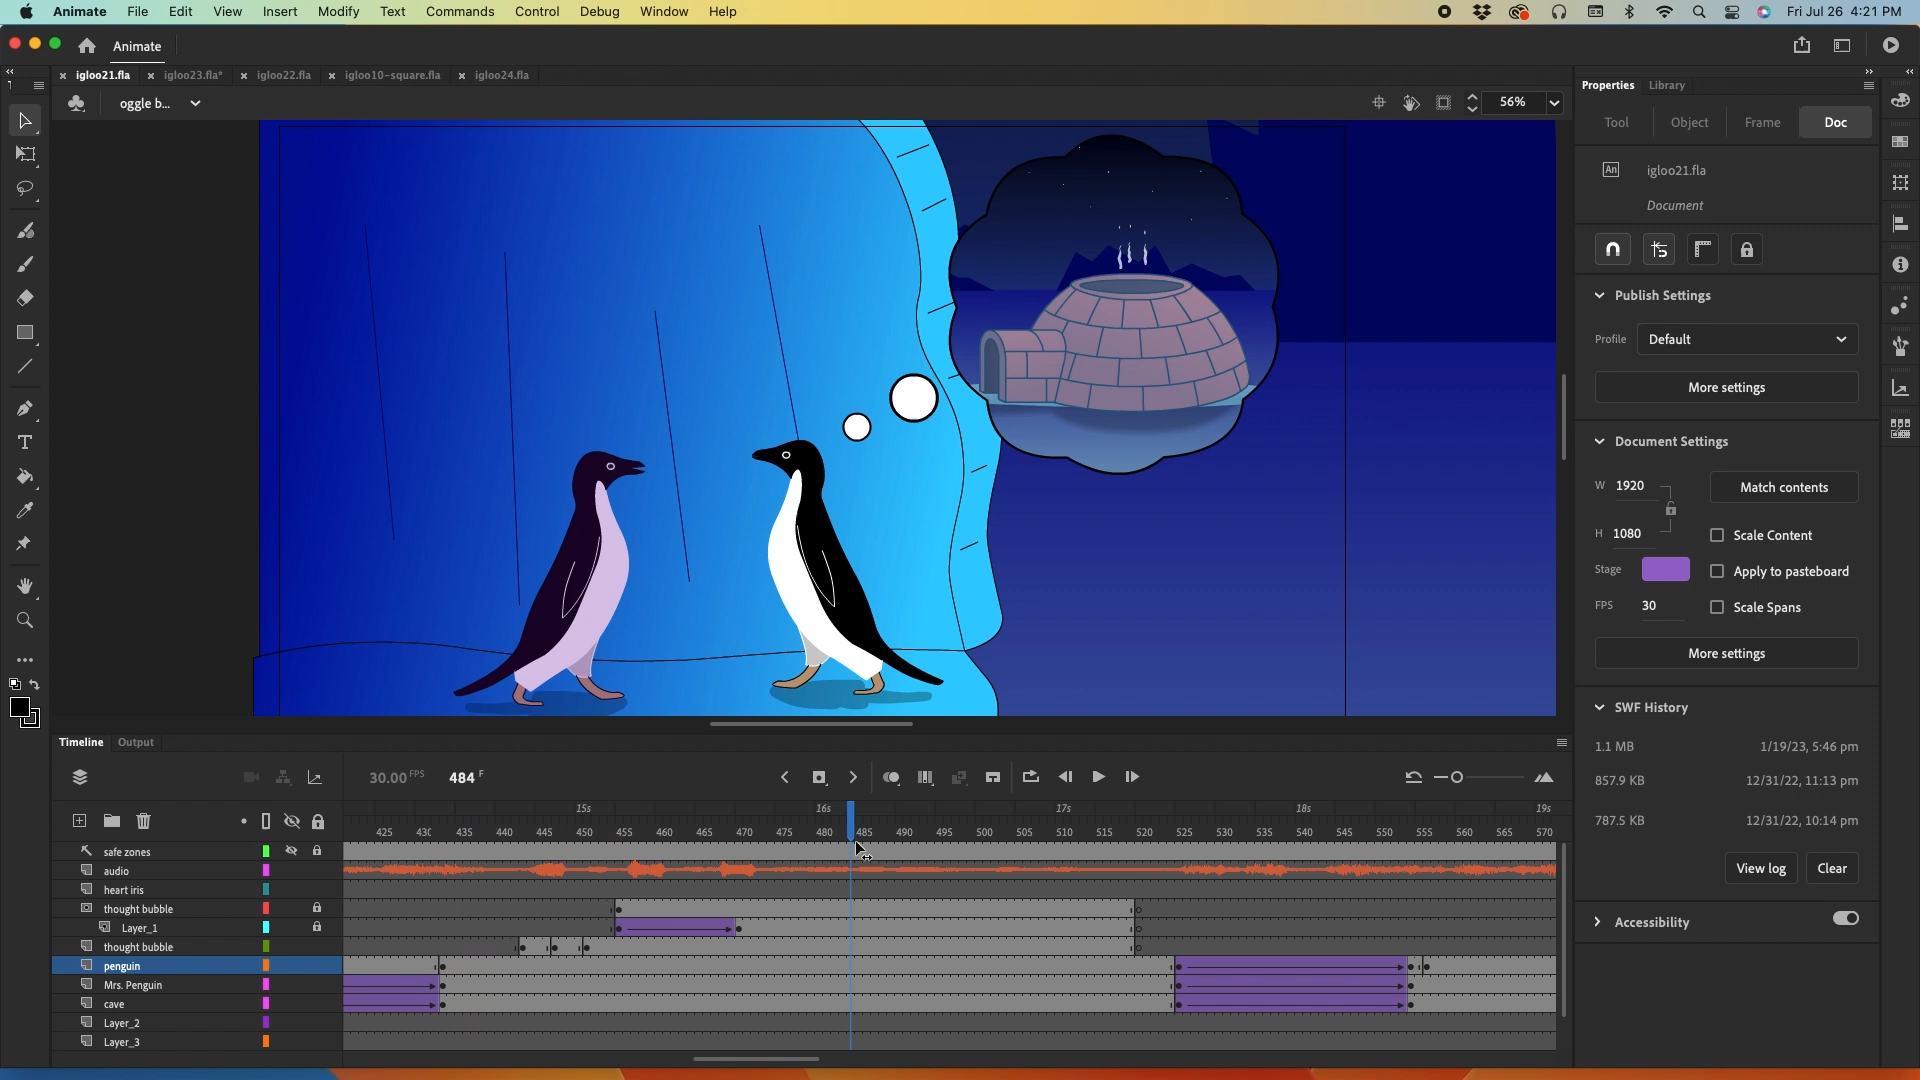 Animate File Edit View Insert Modify Text Commands Control Debug Window Help Fri Jul 26 4:21 PM
Animate
igloo21.fla igloo23.fla* igloo22.fla igloo10-square.fla igloo24.fla
oggle b... 56%
Properties Library
Tool Object Frame Doc
An igloo21.fla
Document
Publish Settings
Profile Default
More settings
Document Settings
W 1920 Match contents
H 1080 Scale Content
Stage Apply to pasteboard
FPS 30 Scale Spans
More settings
SWF History
1.1 MB 1/19/23, 5:46 pm
857.9 KB 12/31/22, 11:13 pm
787.5 KB 12/31/22, 10:14 pm
View log Clear
Accessibility
Timeline Output
30.00 FPS 484 F
15s 16s 17s 18s 19s
425 430 435 440 445 450 455 460 465 470 475 480 485 490 495 500 505 510 515 520 525 530 535 540 545 550 555 560 565 570
safe zones
audio
heart iris
thought bubble
Layer_1
thought bubble
penguin
Mrs. Penguin
cave
Layer_2
Layer_3